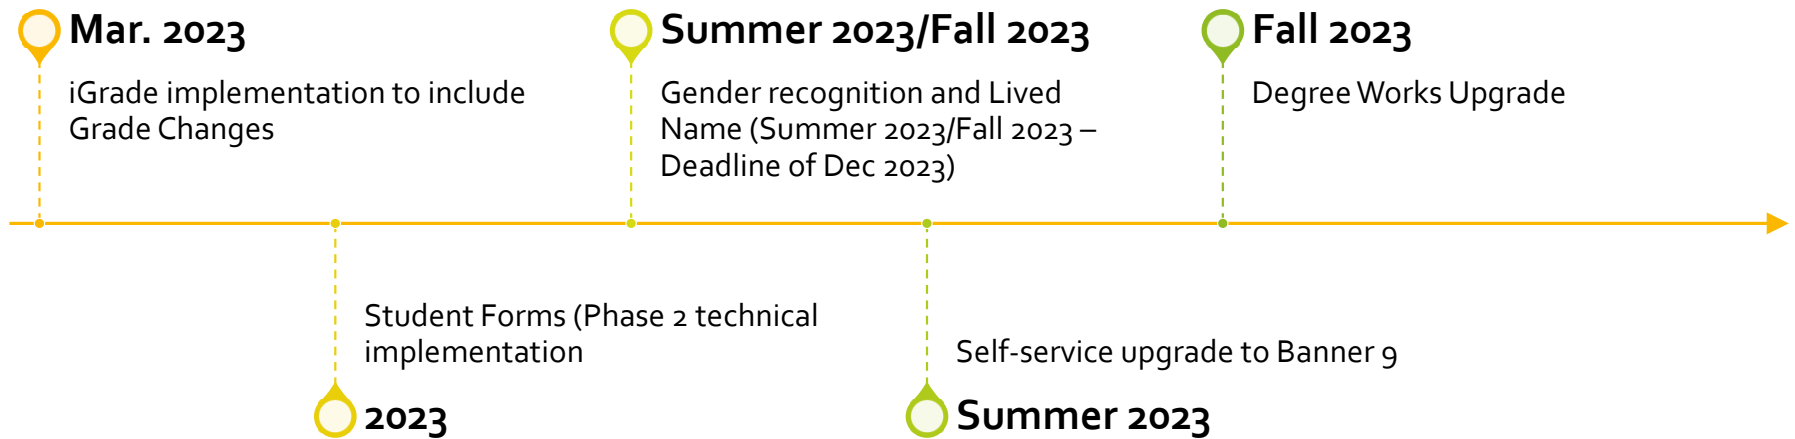 Mar. 2023
iGrade implementation to include
Grade Changes
Student Forms (Phase 2 technical
implementation
2023
Summer 2023/Fall 2023
Gender recognition and Lived
Name (Summer 2023/Fall 2023 –
Deadline of Dec 2023)
Self-service upgrade to Banner 9
Summer 2023
Fall 2023
Degree Works Upgrade